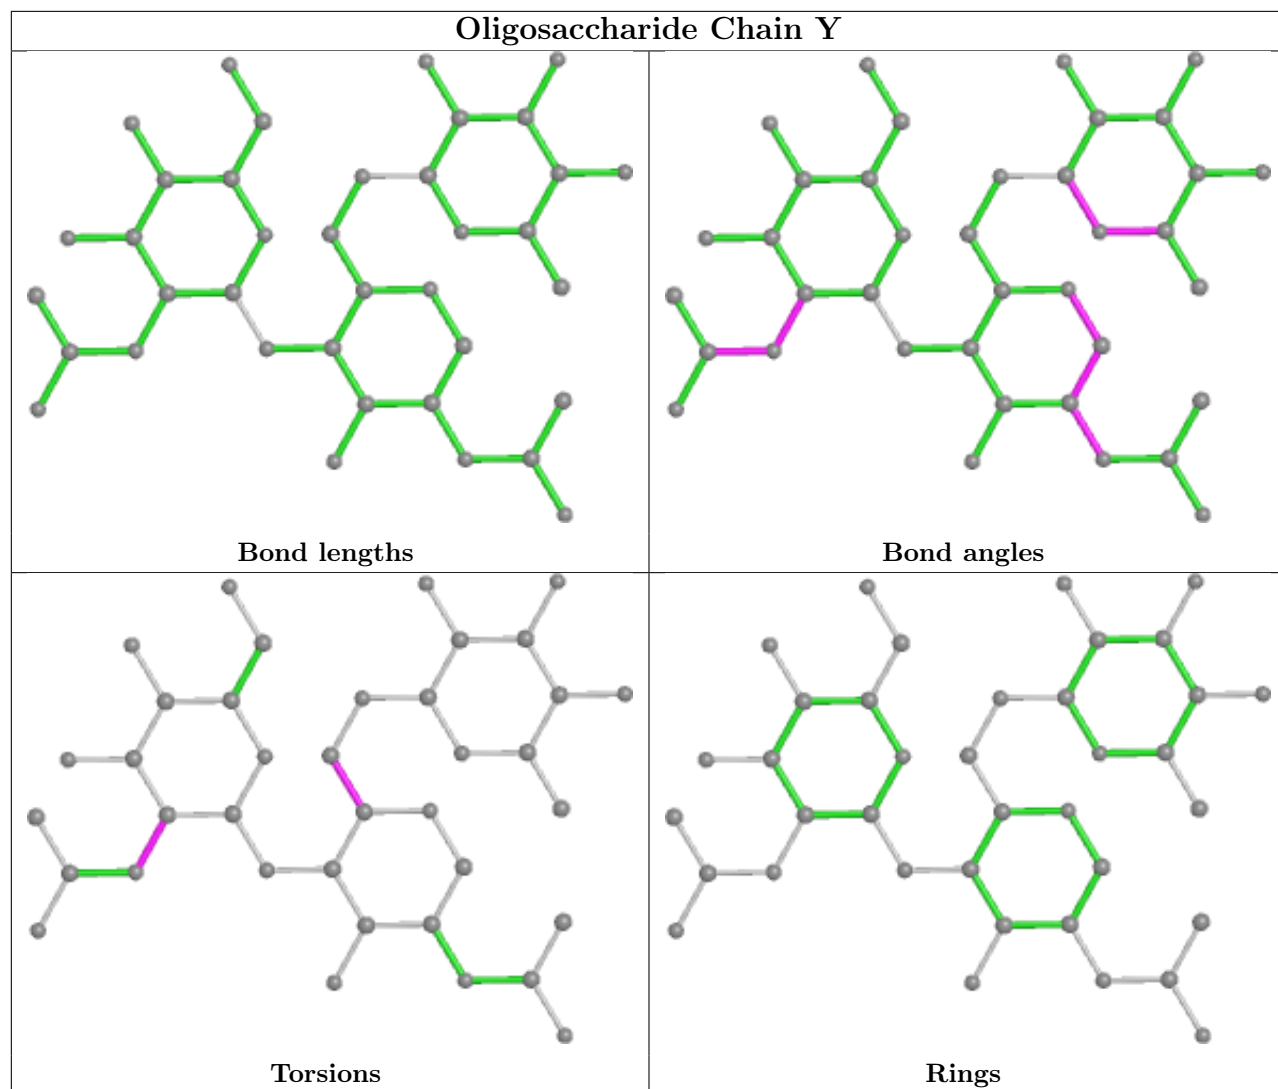 Oligosaccharide Chain Y
Bond lengths
Bond angles
Torsions
Rings